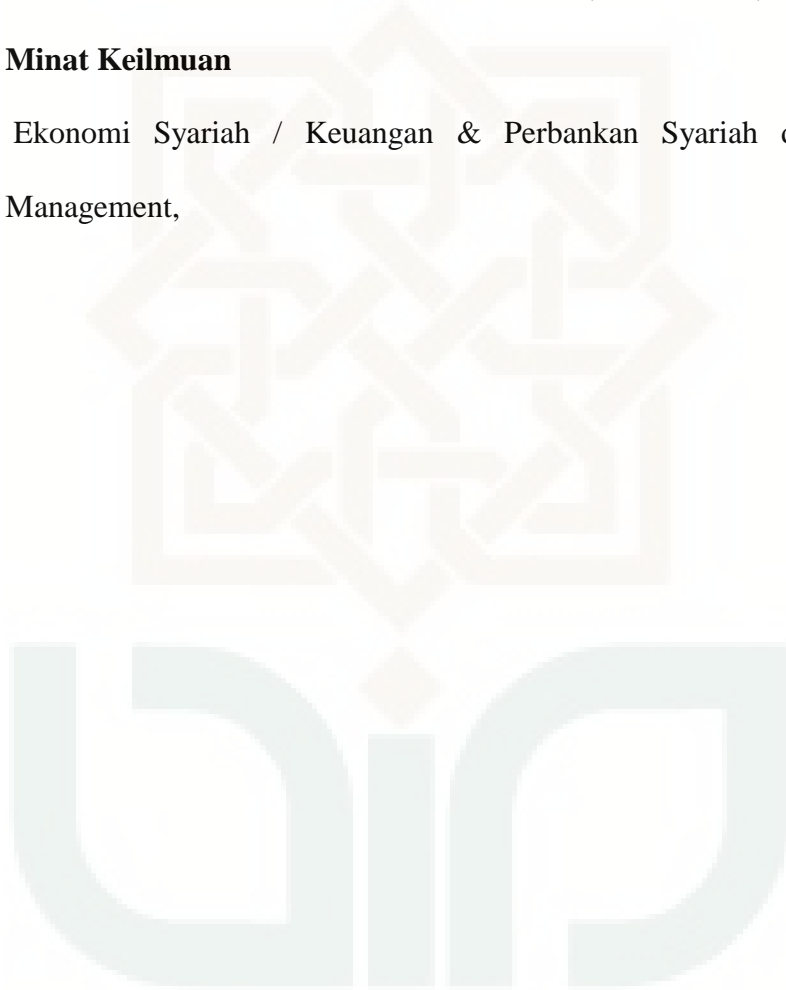 Minat Keilmuan
Ekonomi Syariah / Keuangan & Perbankan Syariah
Management,